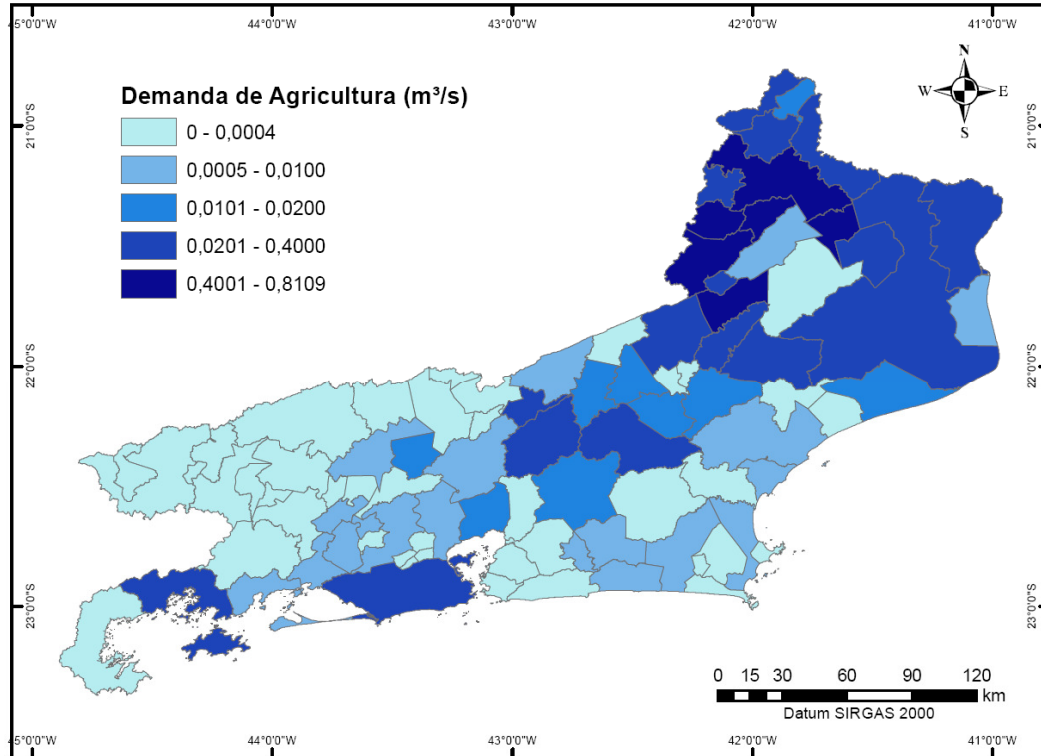 45°0'0"W 44°0'0"W 43°0'0"W 42°0'0"W 41°0'0"W
N
W E
S
Demanda de Agricultura (m³/s)
0 - 0,0004
0,0005 - 0,0100
0,0101 - 0,0200
0,0201 - 0,4000
0,4001 - 0,8109
21°0'0"S 21°0'0"S
22°0'0"S 22°0'0"S
23°0'0"S 23°0'0"S
0 15 30 60 90 120
km
Datum SIRGAS 2000
45°0'0"W 44°0'0"W 43°0'0"W 42°0'0"W 41°0'0"W